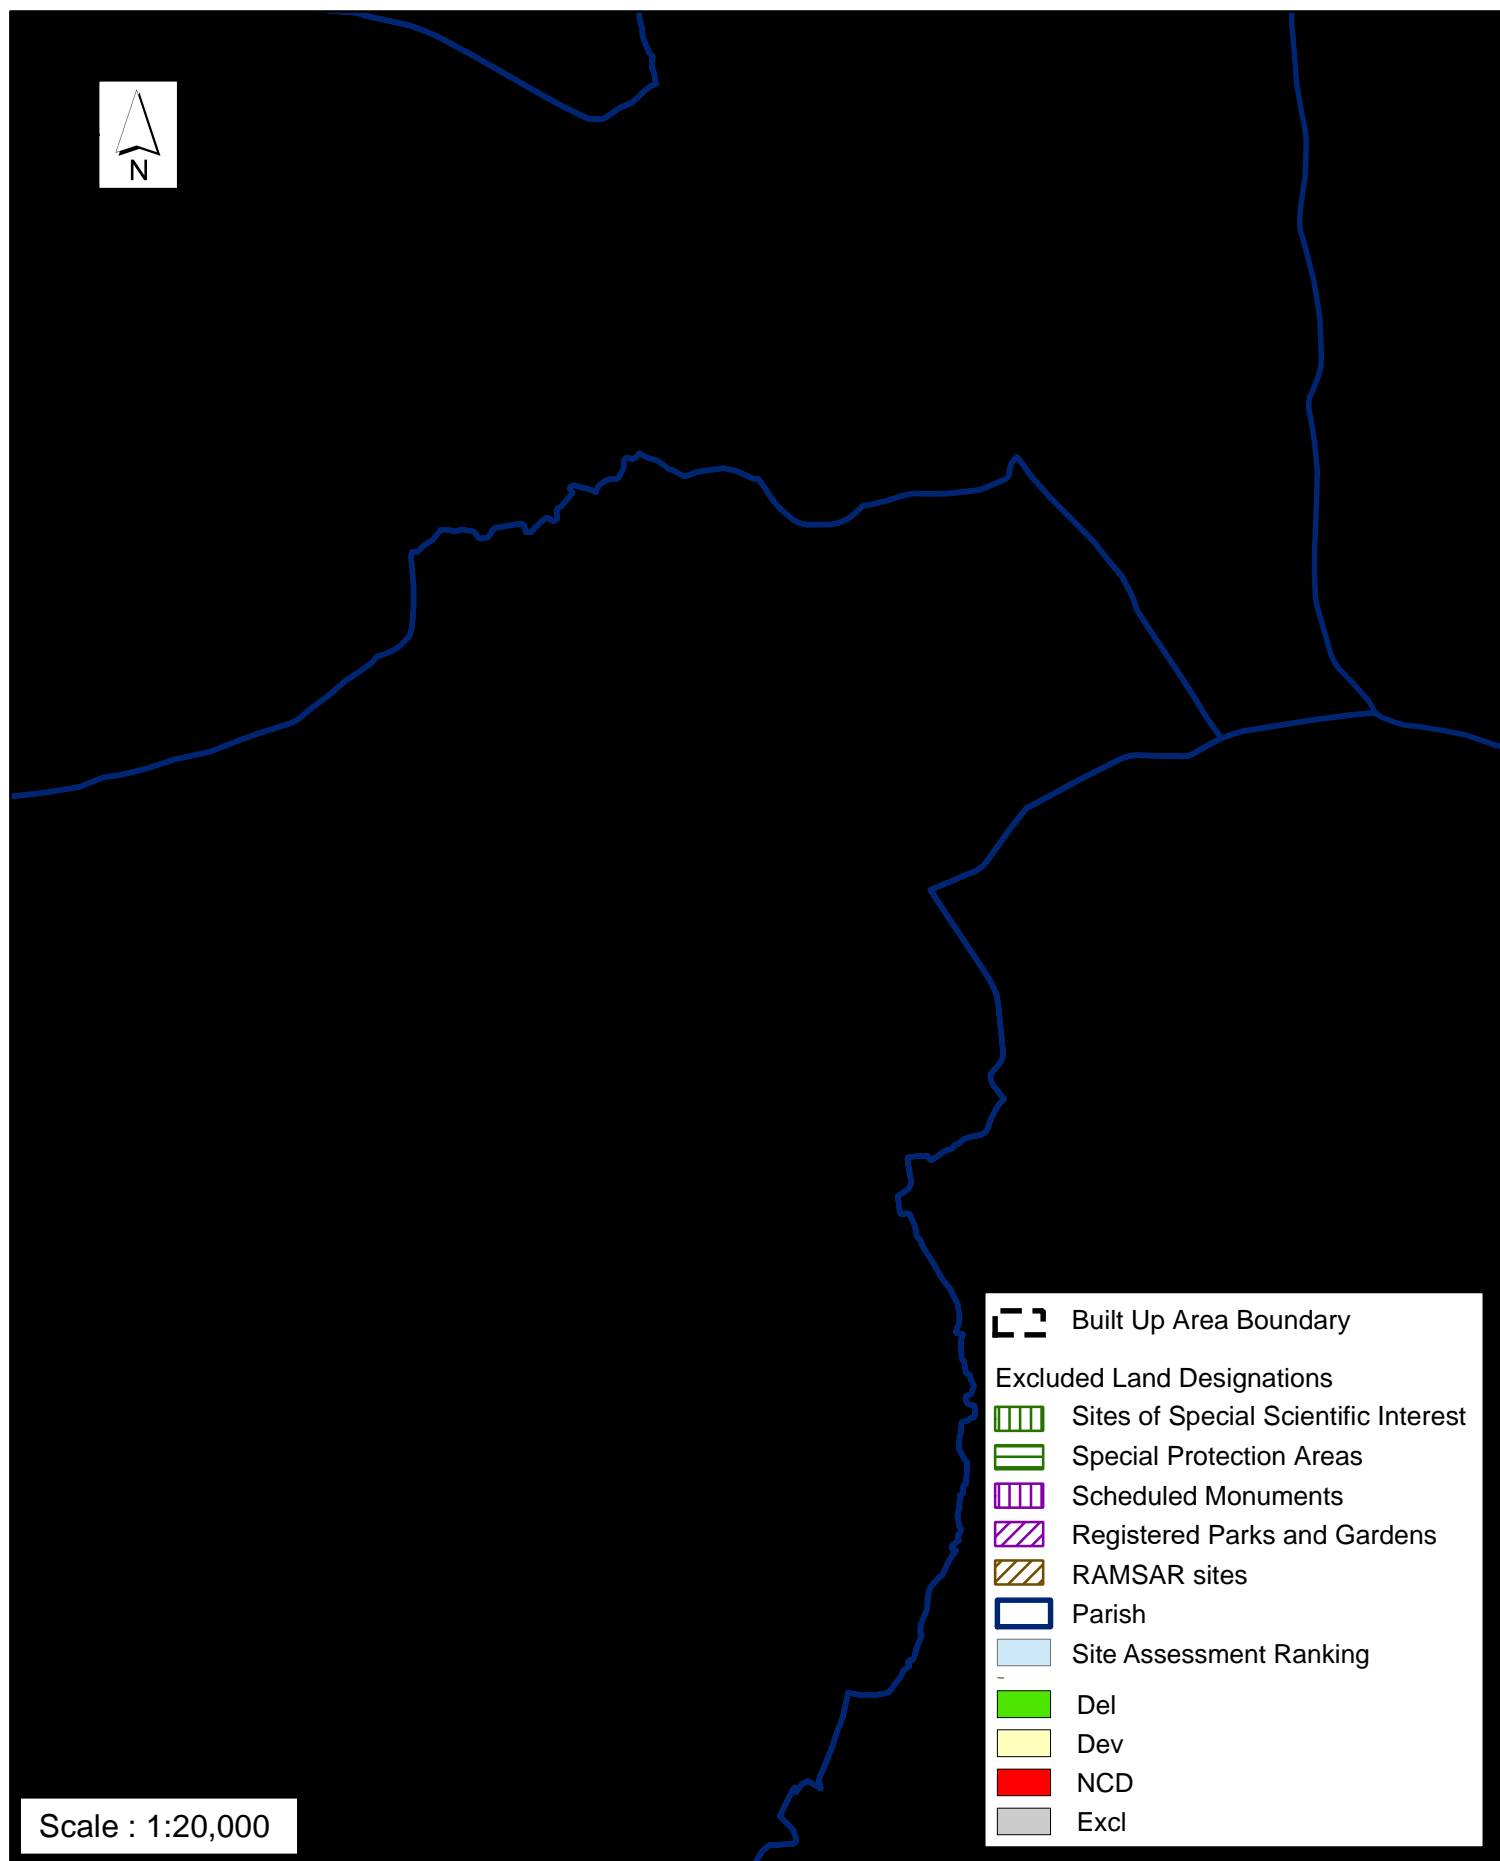 N
Built Up Area Boundary
Excluded Land Designations
Sites of Special Scientific Interest
Special Protection Areas
Scheduled Monuments
Registered Parks and Gardens
RAMSAR sites
Parish
Site Assessment Ranking
Del
Dev
NCD
Excl
Scale : 1:20,000